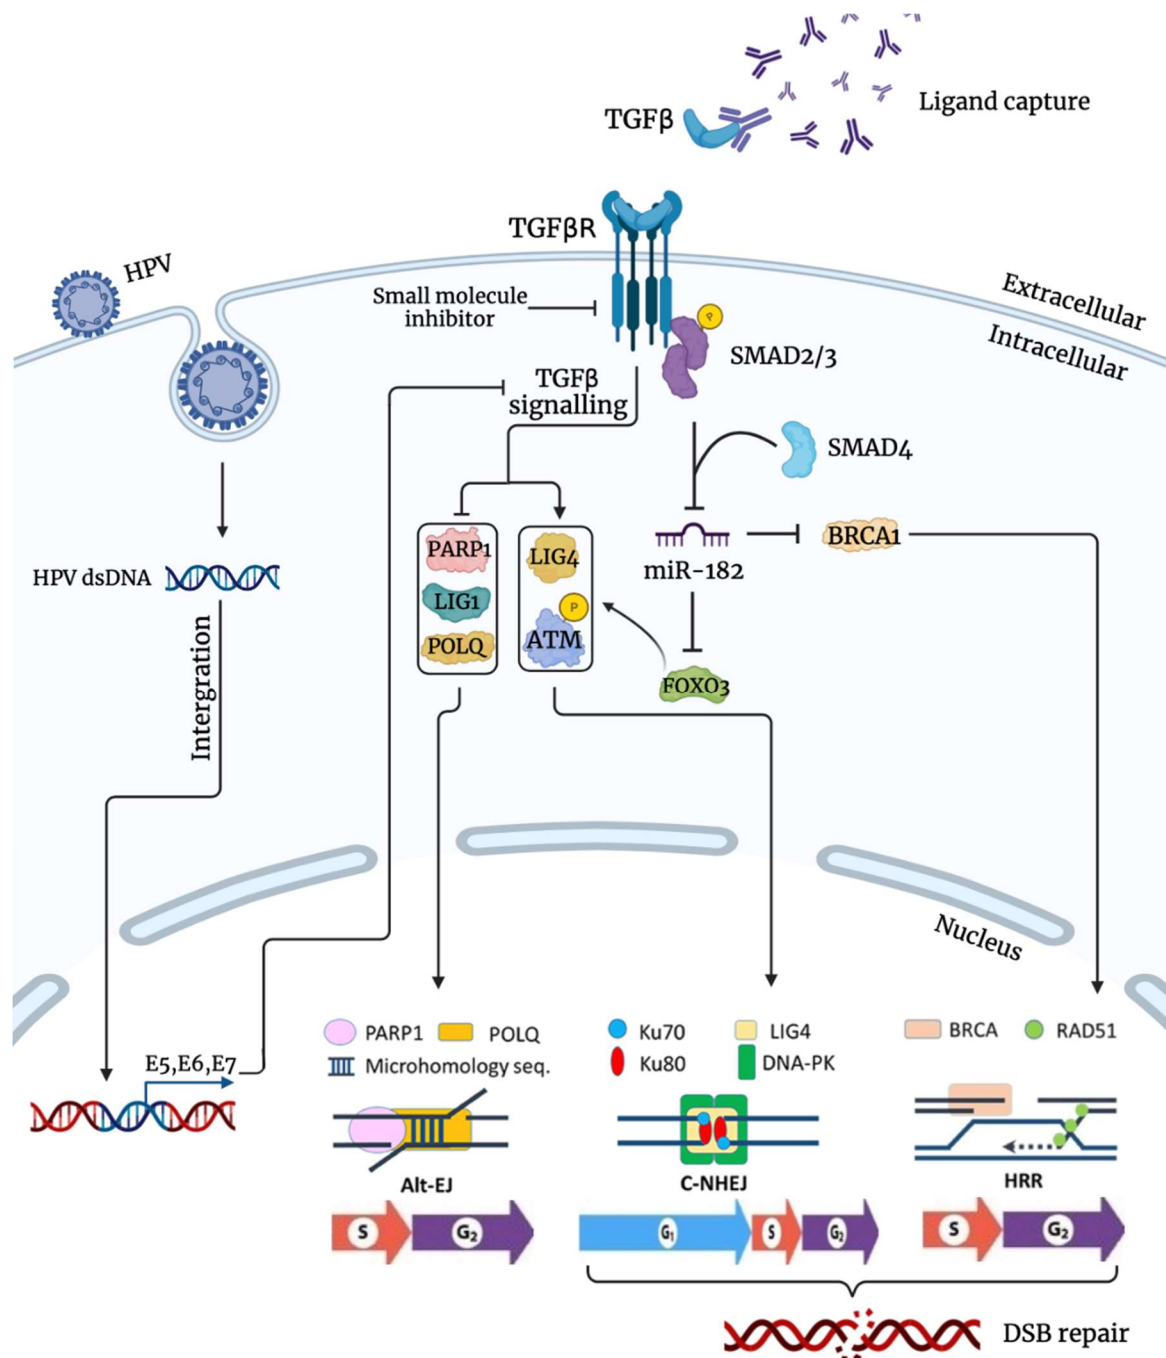 Ligand capture
TGFβ
TGFβR
HPV
Extracellular
Intracellular
Small molecule
inhibitor
P
SMAD2/3
TGFβ
signalling
SMAD4
PARP1
LIG1
POLQ
LIG4
P
ATM
miR-182
BRCA1
FOXO3
HPV dsDNA
Intergration
Nucleus
E5,E6,E7
PARP1
POLQ
Microhomology seq.
Alt-EJ
S
G₂
Ku70
LIG4
Ku80
DNA-PK
C-NHEJ
G₁
S
G₂
BRCA
RAD51
HRR
S
G₂
DSB repair